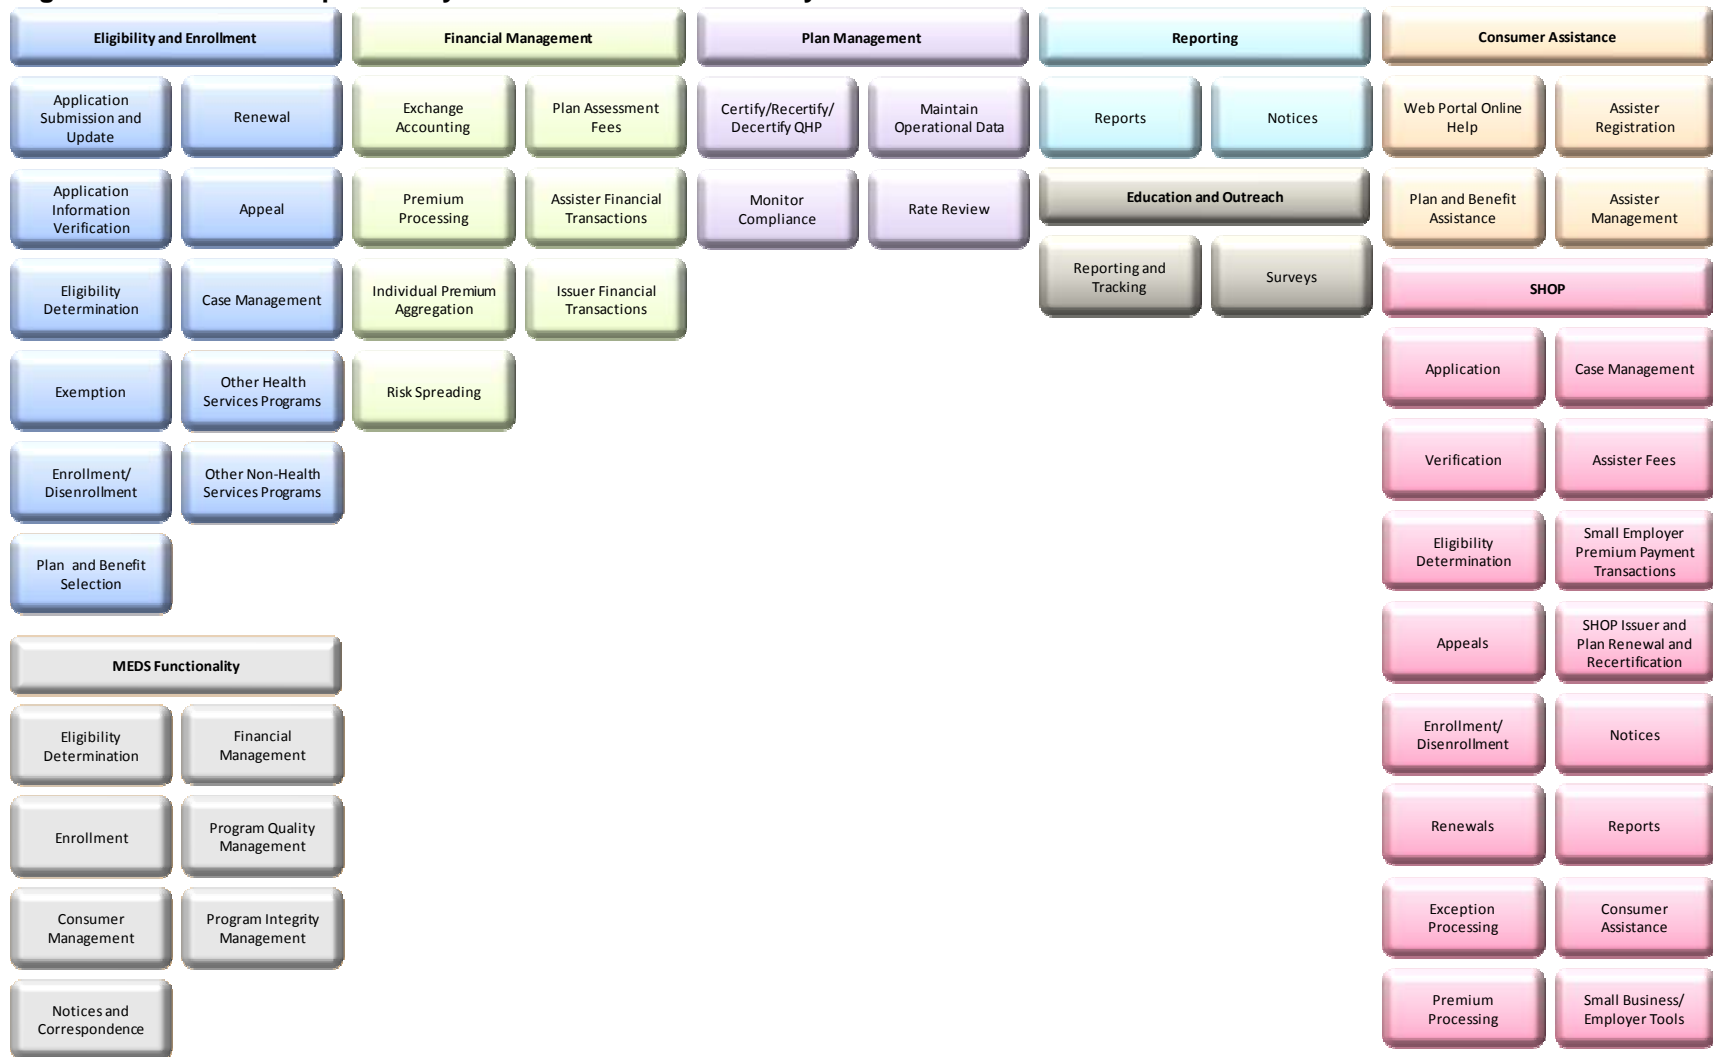 Eligibility and Enrollment
Application
Submission and
Update
Renewal
Application
Information
Verification
Appeal
Eligibility
Determination
Case Management
Exemption
Other Health
Services Programs
Enrollment/
Disenrollment
Other Non-Health
Services Programs
Plan and Benefit
Selection
MEDS Functionality
Eligibility
Determination
Financial
Management
Enrollment
Program Quality
Management
Consumer
Management
Program Integrity
Management
Notices and
Correspondence
Financial Management
Exchange
Accounting
Plan Assessment
Fees
Premium
Processing
Assister Financial
Transactions
Individual Premium
Aggregation
Issuer Financial
Transactions
Risk Spreading
Plan Management
Certify/Recertify/
Decertify QHP
Maintain
Operational Data
Monitor
Compliance
Rate Review
Reporting
Reports
Notices
Education and Outreach
Reporting and
Tracking
Surveys
Consumer Assistance
Web Portal Online
Help
Assister
Registration
Plan and Benefit
Assistance
Assister
Management
SHOP
Application
Case Management
Verification
Assister Fees
Eligibility
Determination
Small Employer
Premium Payment
Transactions
Appeals
SHOP Issuer and
Plan Renewal and
Recertification
Enrollment/
Disenrollment
Notices
Renewals
Reports
Exception
Processing
Consumer
Assistance
Premium
Processing
Small Business/
Employer Tools